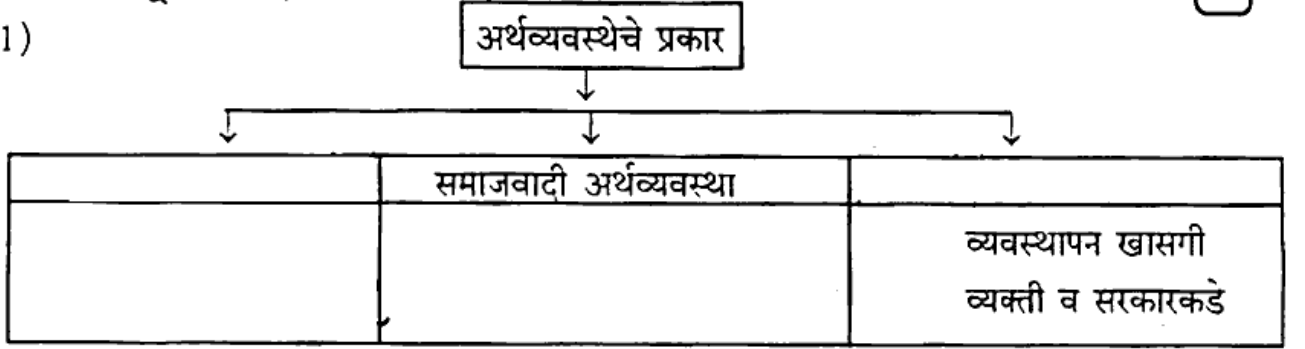 1)
अर्थव्यवस्थेचे प्रकार
समाजवादी अर्थव्यवस्था
व्यवस्थापन खासगी
व्यक्ती व सरकारकडे